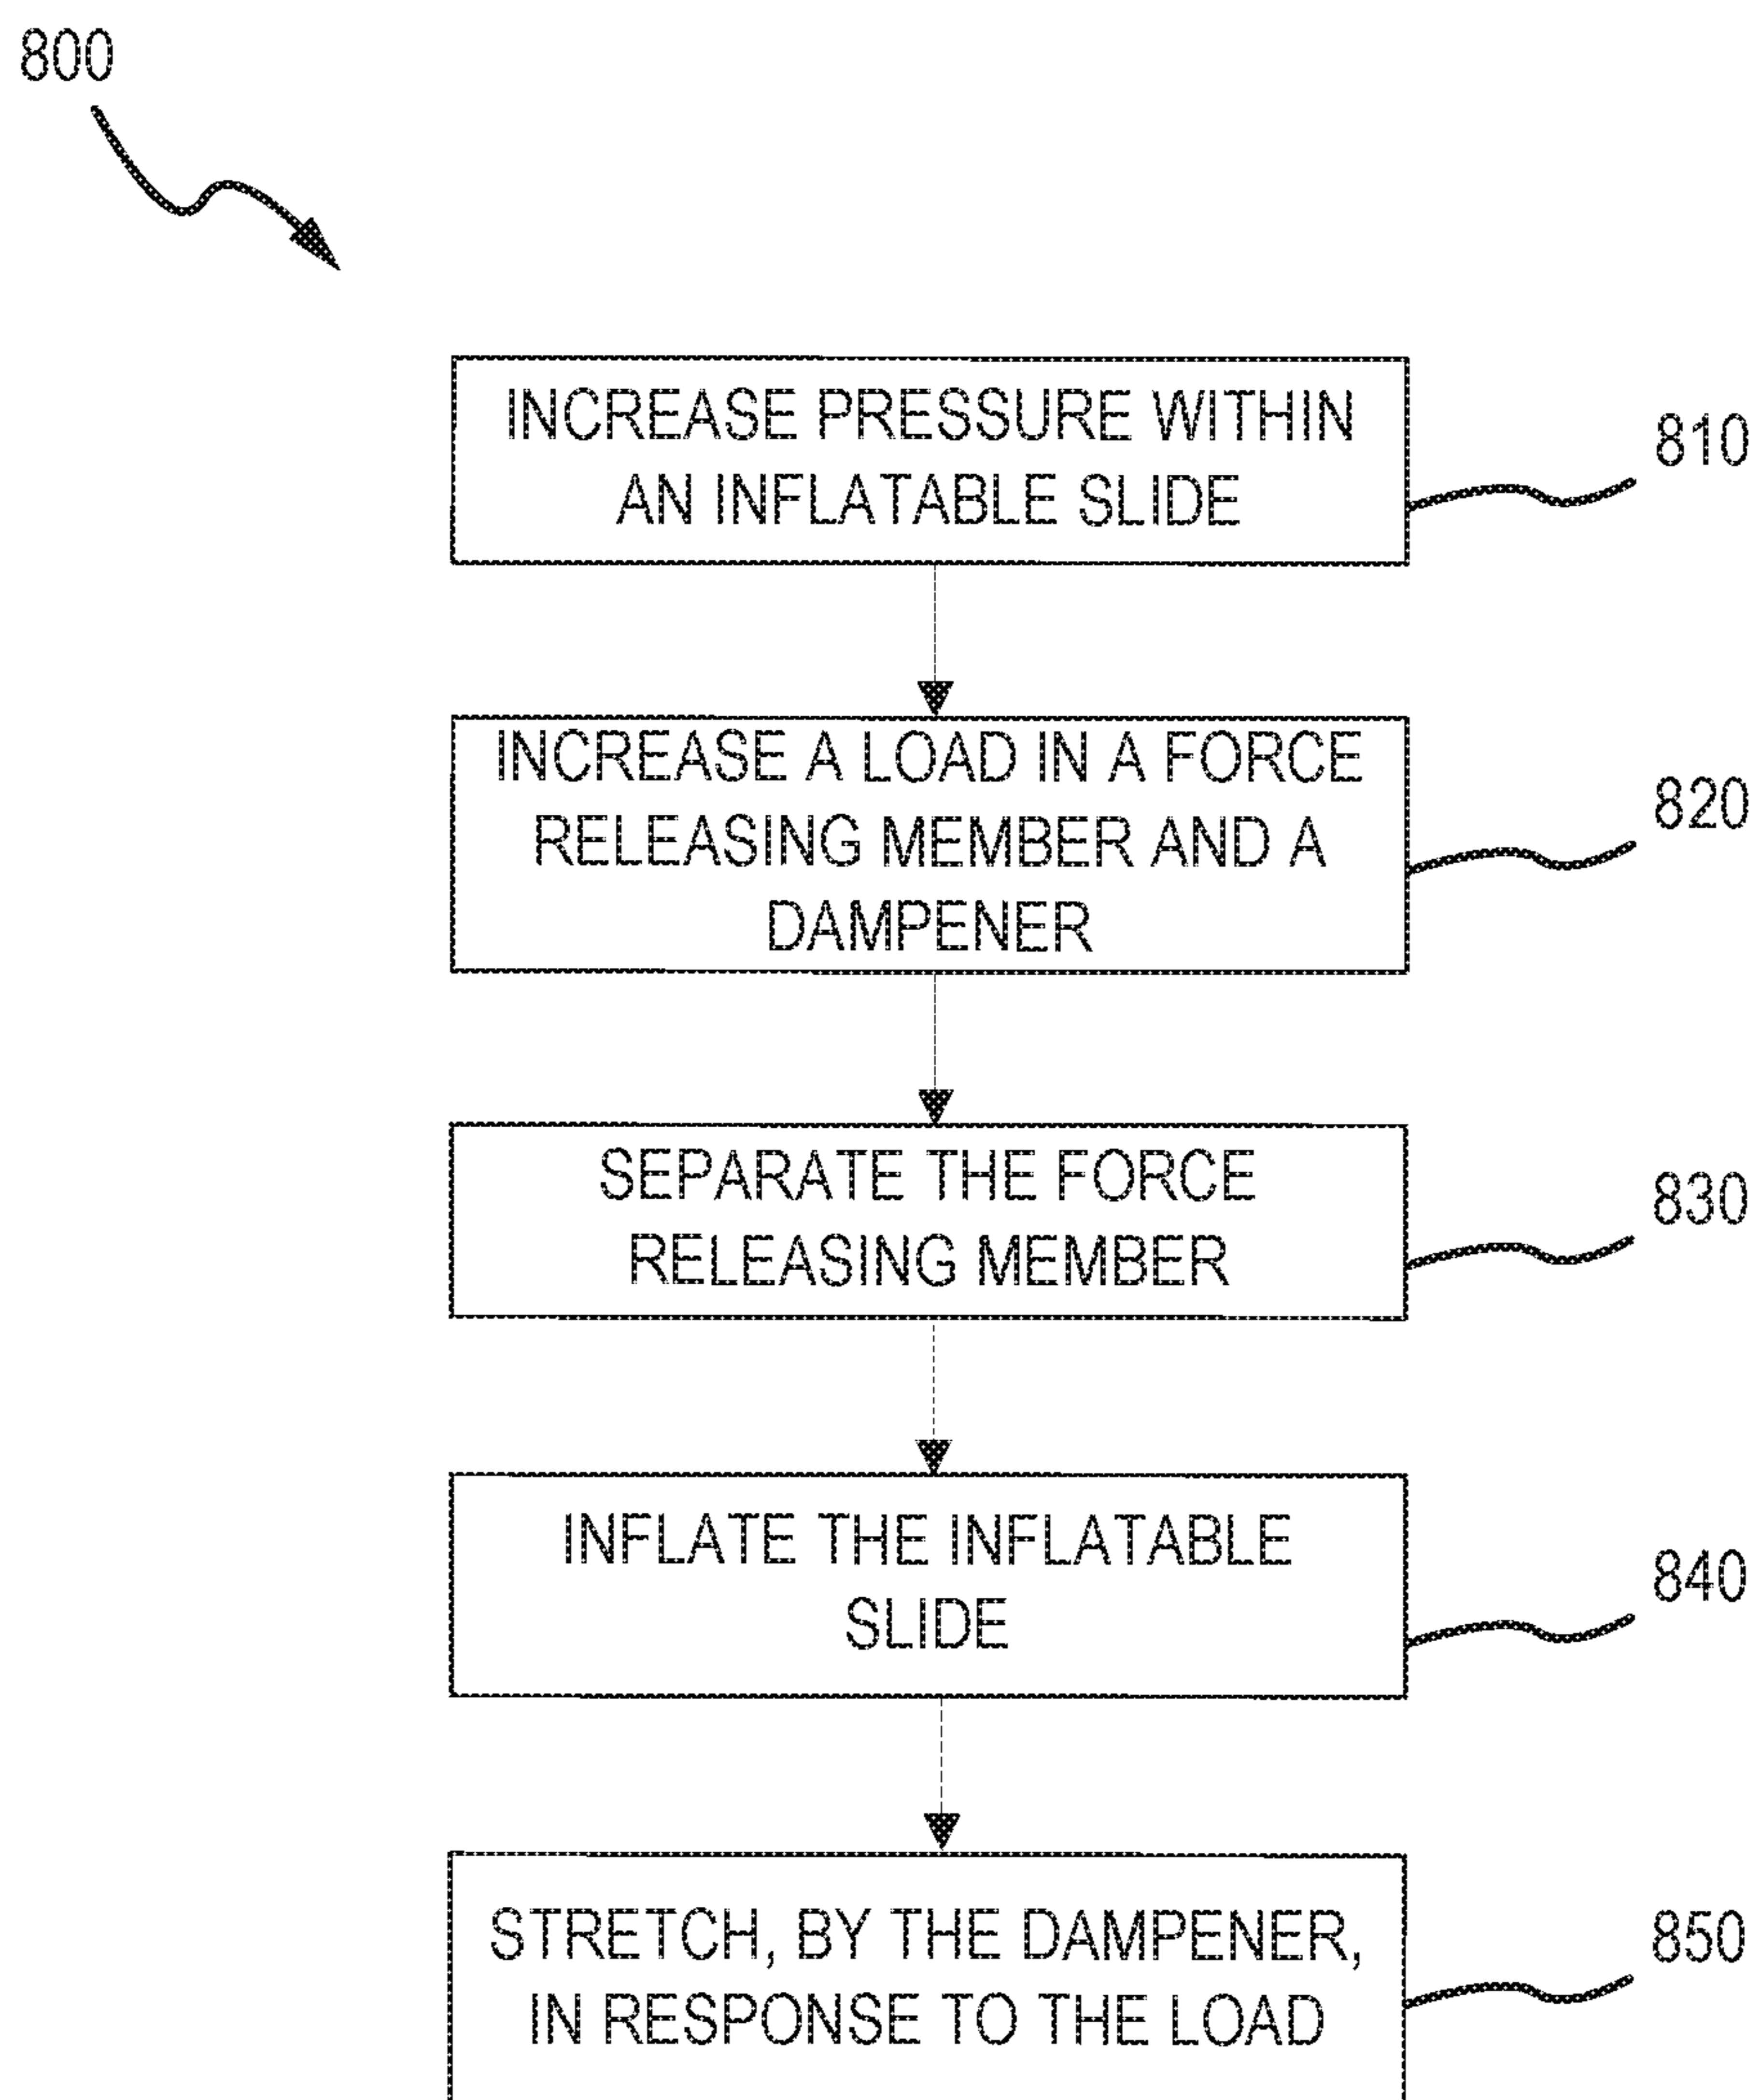 800
INCREASE PRESSURE WITHIN
AN INFLATABLE SLIDE
810
INCREASE A LOAD IN A FORCE
RELEASING MEMBER AND A
DAMPENER
820
SEPARATE THE FORCE
RELEASING MEMBER
830
INFLATE THE INFLATABLE
SLIDE
840
STRETCH, BY THE DAMPENER,
IN RESPONSE TO THE LOAD
850